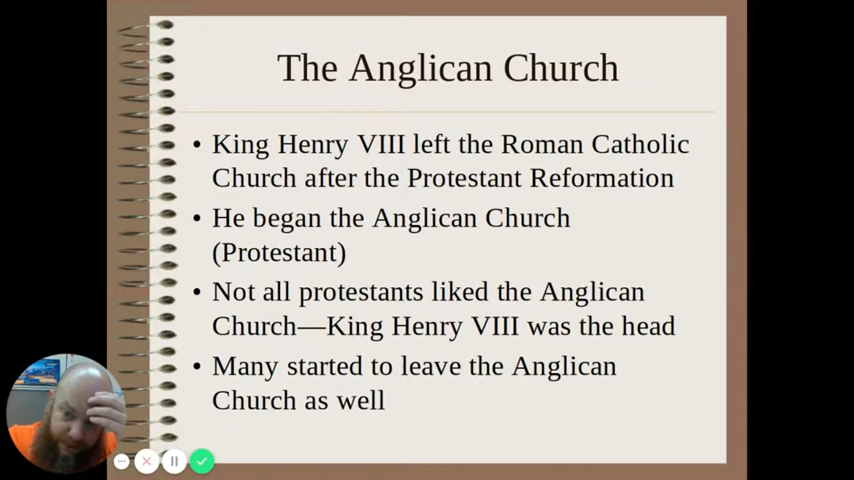 The Anglican Church
• King Henry VIII left the Roman Catholic
Church after the Protestant Reformation
• He began the Anglican Church
(Protestant)
• Not all protestants liked the Anglican
Church—King Henry VIII was the head
• Many started to leave the Anglican
Church as well